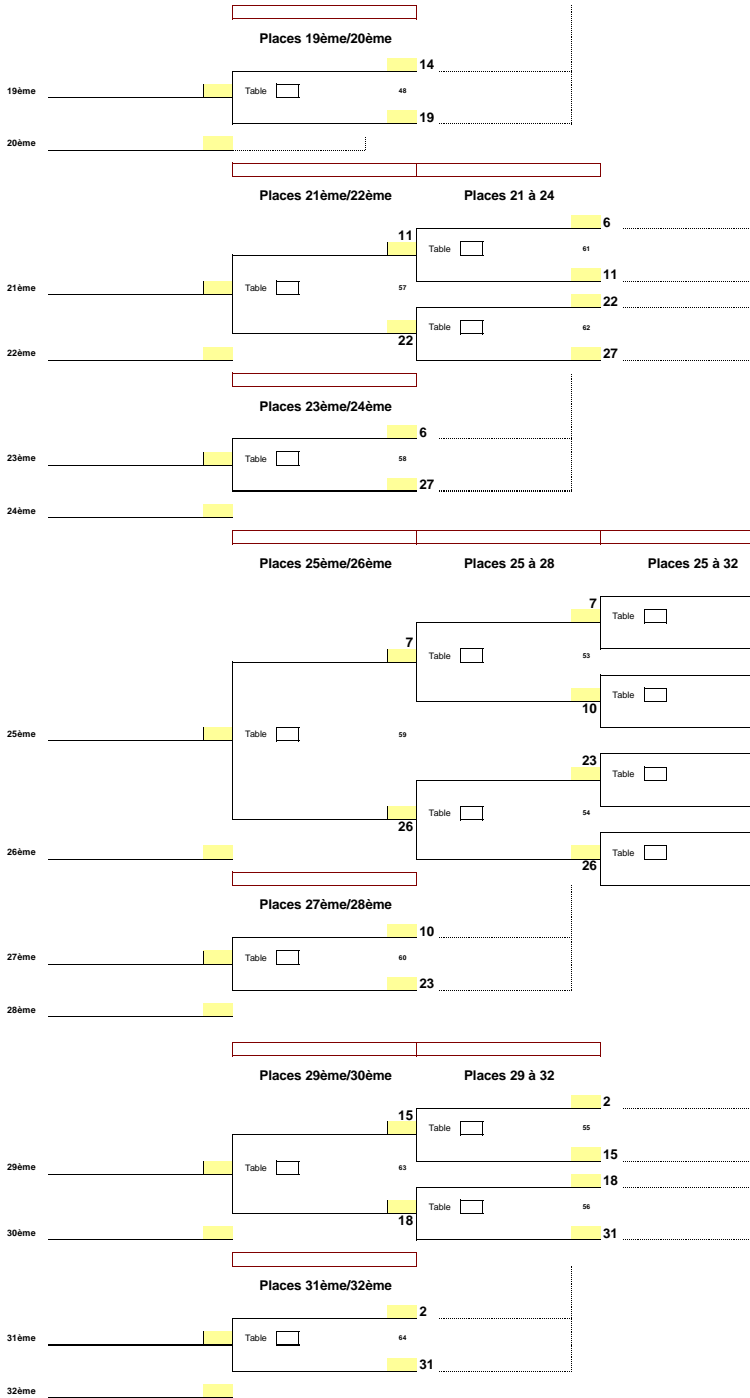 Places 19ème/20ème
14
19ème Table 48
19
20ème
Places 21ème/22ème Places 21 à 24
6
11
Table 61
11
21ème Table 57
22
Table 62
22
22ème 27
Places 23ème/24ème
6
23ème Table 58
27
24ème
Places 25ème/26ème Places 25 à 28 Places 25 à 32
7
Table
7
Table 53
Table
10
25ème Table 59
23
Table
Table 54
26
26ème Table
26
Places 27ème/28ème
10
27ème Table 60
23
28ème
Places 29ème/30ème Places 29 à 32
2
15
Table 55
15
29ème Table 63
18
Table 56
18
30ème 31
Places 31ème/32ème
2
31ème Table 64
31
32ème